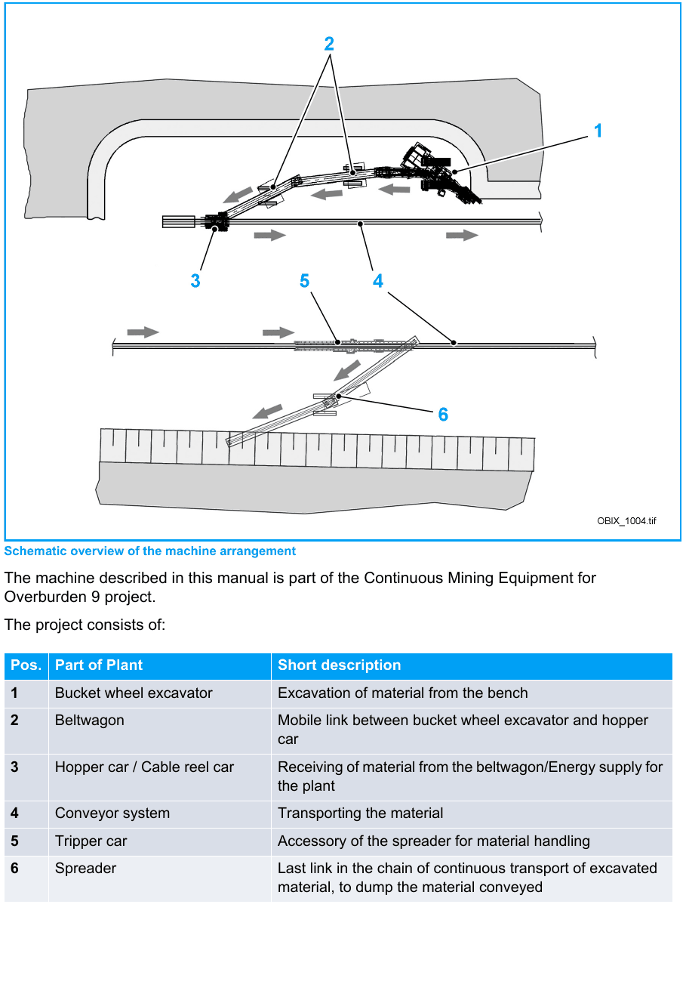 2
1
3
5
4
6
OBIX_1004.tif
Schematic overview of the machine arrangement
The machine described in this manual is part of the Continuous Mining Equipment for
Overburden 9 project.
The project consists of:
Pos. Part of Plant Short description
1 Bucket wheel excavator Excavation of material from the bench
2 Beltwagon Mobile link between bucket wheel excavator and hopper
car
3 Hopper car / Cable reel car Receiving of material from the beltwagon/Energy supply for
the plant
4 Conveyor system Transporting the material
5 Tripper car Accessory of the spreader for material handling
6 Spreader Last link in the chain of continuous transport of excavated
material, to dump the material conveyed